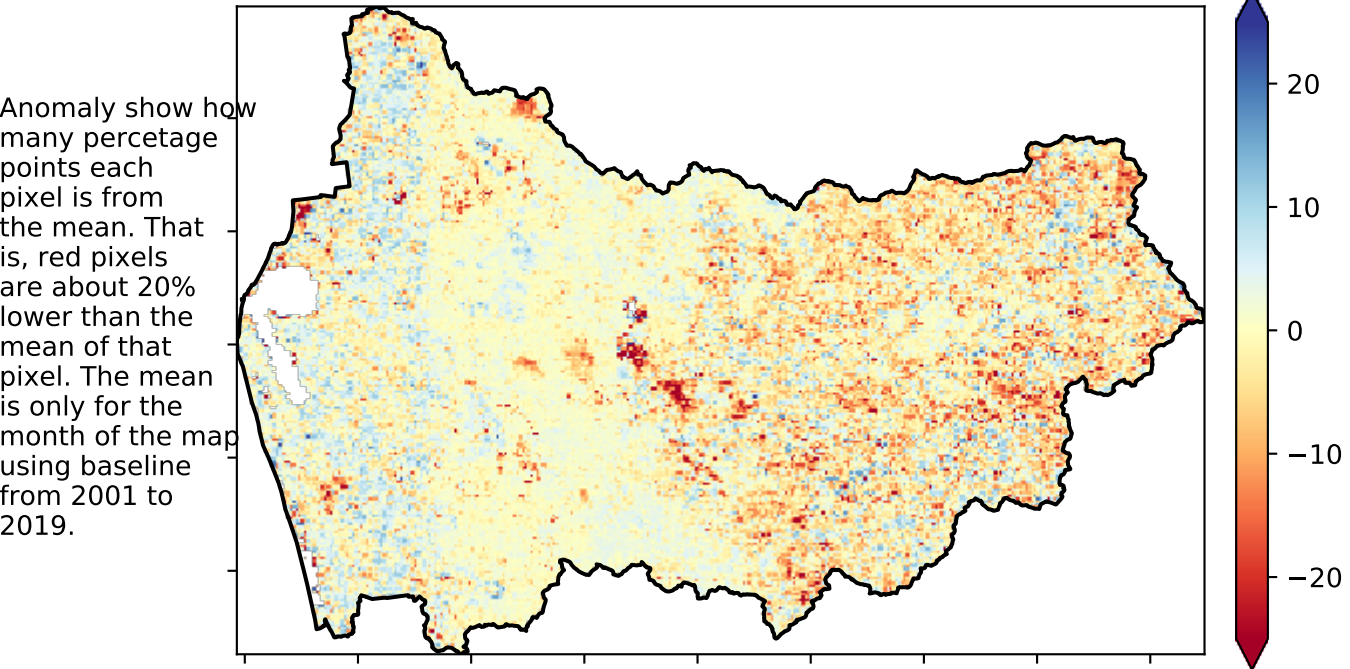 Anomaly show how
many percetage
points each
pixel is from
the mean. That
is, red pixels
are about 20%
lower than the
mean of that
pixel. The mean
is only for the
month of the map
using baseline
from 2001 to
2019.
20
10
0
−10
−20